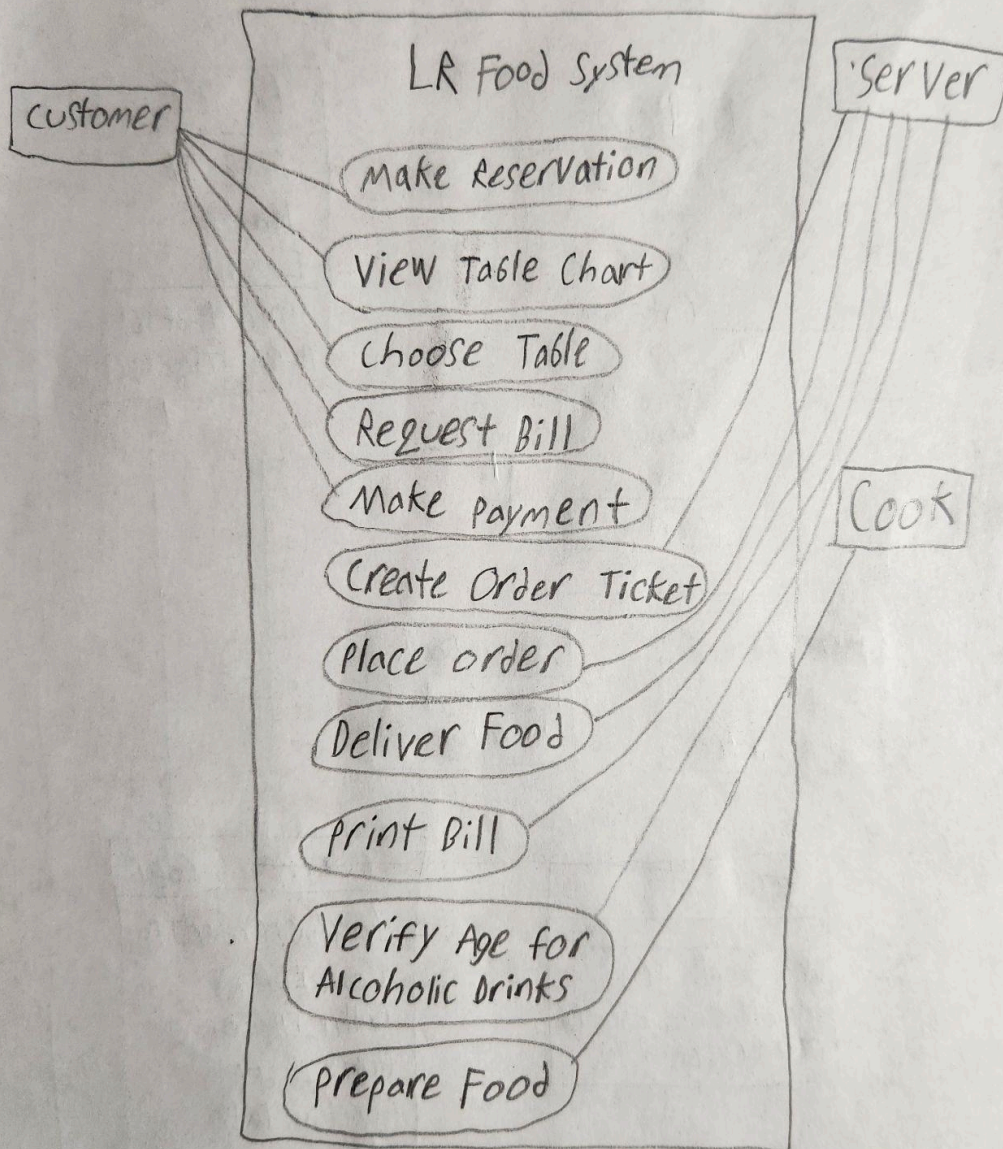 LR Food System
Customer
Server
Make Reservation
View Table Chart
Choose Table
Request Bill
Make Payment
Create Order Ticket
Cook
Place order
Deliver Food
Print Bill
Verify Age for
Alcoholic Drinks
Prepare Food